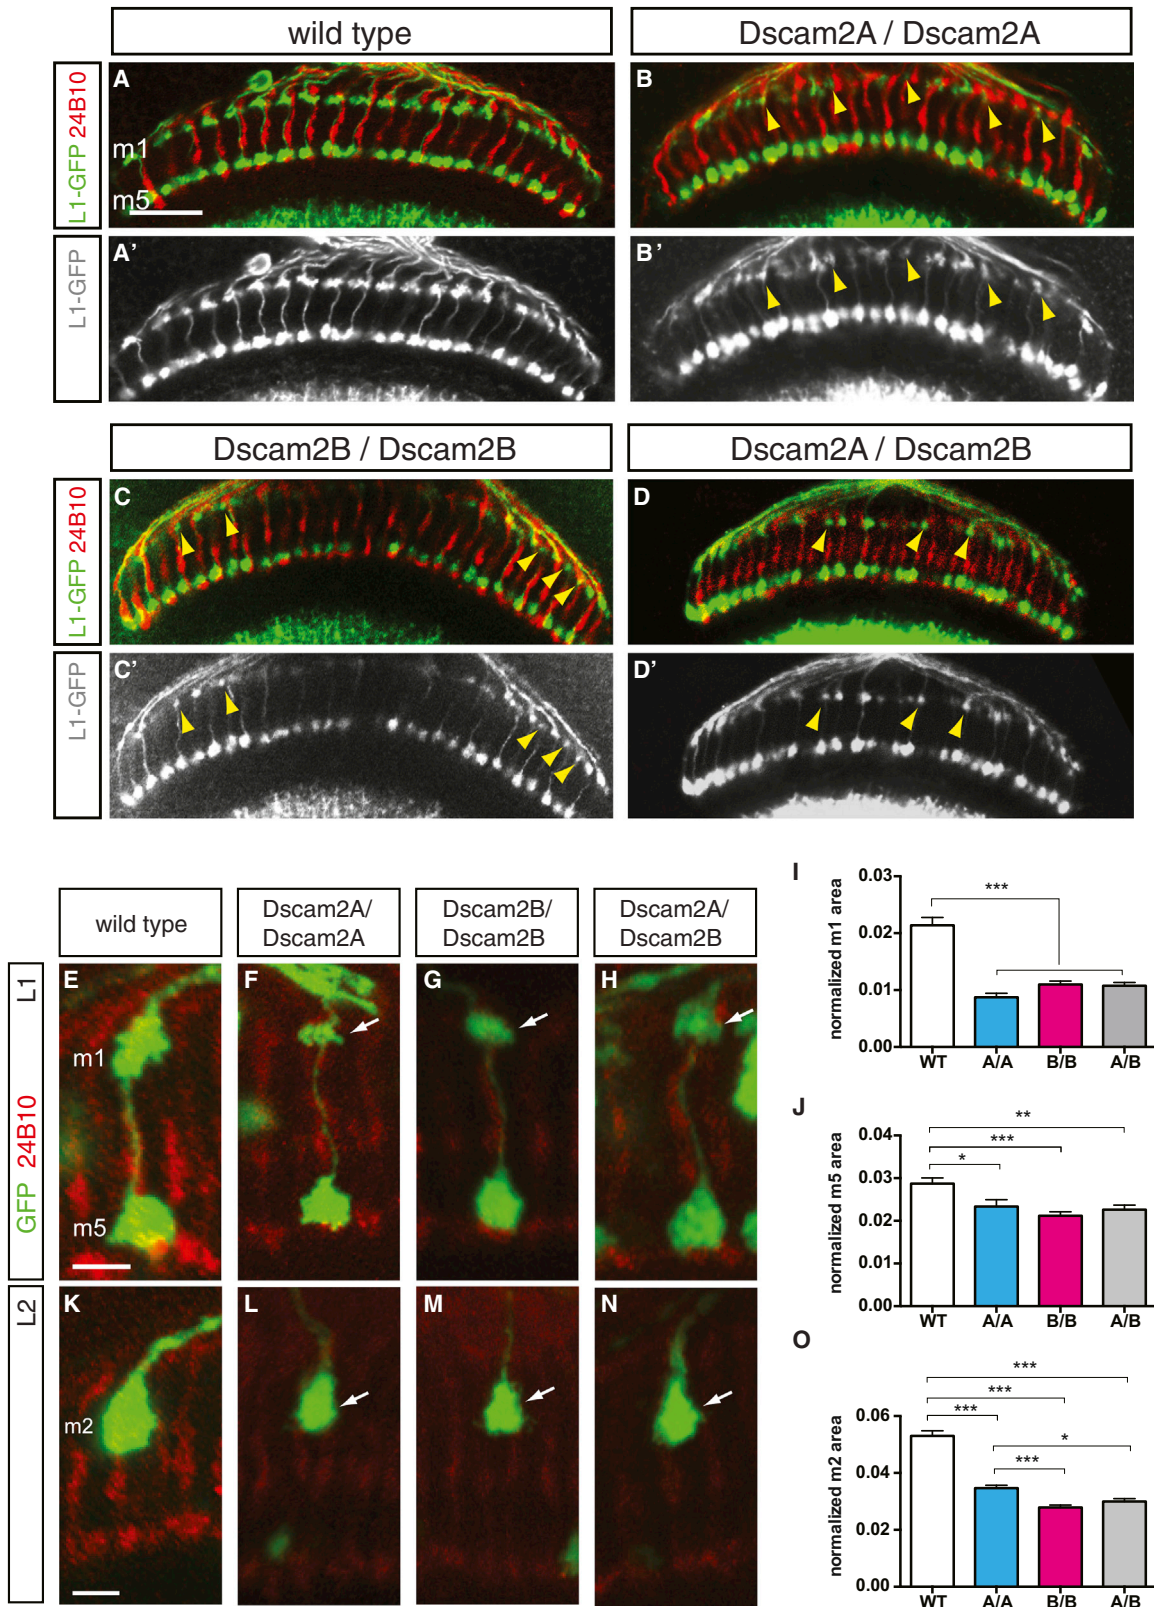 wild type
Dscam2A / Dscam2A
L1-GFP 24B10
A
m1
m5
B
L1-GFP
A'
B'
Dscam2B / Dscam2B
Dscam2A / Dscam2B
L1-GFP 24B10
C
D
L1-GFP
C'
D'
wild type
Dscam2A/
Dscam2A
Dscam2B/
Dscam2B
Dscam2A/
Dscam2B
GFP 24B10
L1
E
m1
m5
F
G
H
L2
K
m2
L
M
N
I
normalized m1 area
0.03
0.02
0.01
0.00
***
WT
A/A
B/B
A/B
J
normalized m5 area
0.04
0.03
0.02
0.01
0.00
**
***
*
WT
A/A
B/B
A/B
O
normalized m2 area
0.06
0.04
0.02
0.00
***
***
***
*
***
WT
A/A
B/B
A/B